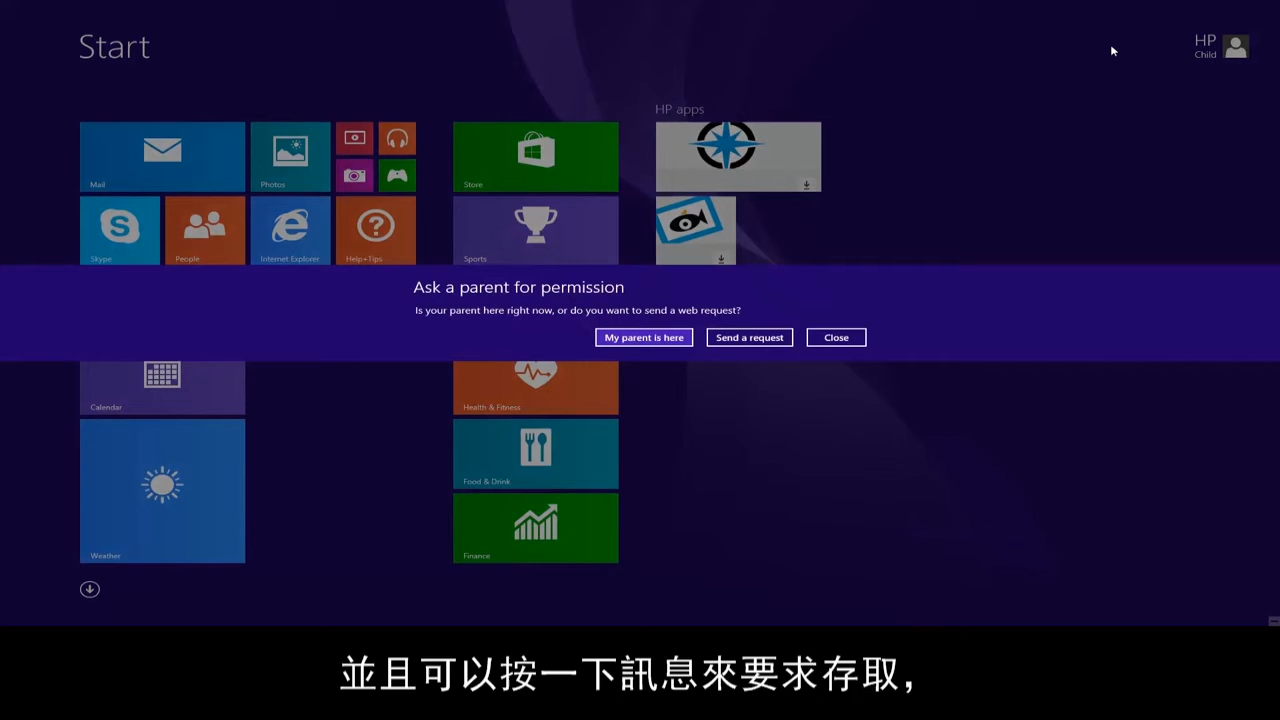 Start
HP
Child
HP apps
Mail
Photos
Store
Skype
People
Internet Explorer
Help+Tips
Sports
Ask a parent for permission
Is your parent here right now, or do you want to send a web request?
My parent is here
Send a request
Close
Calendar
Health & Fitness
Food & Drink
Weather
Finance
並且可以按一下訊息來要求存取,